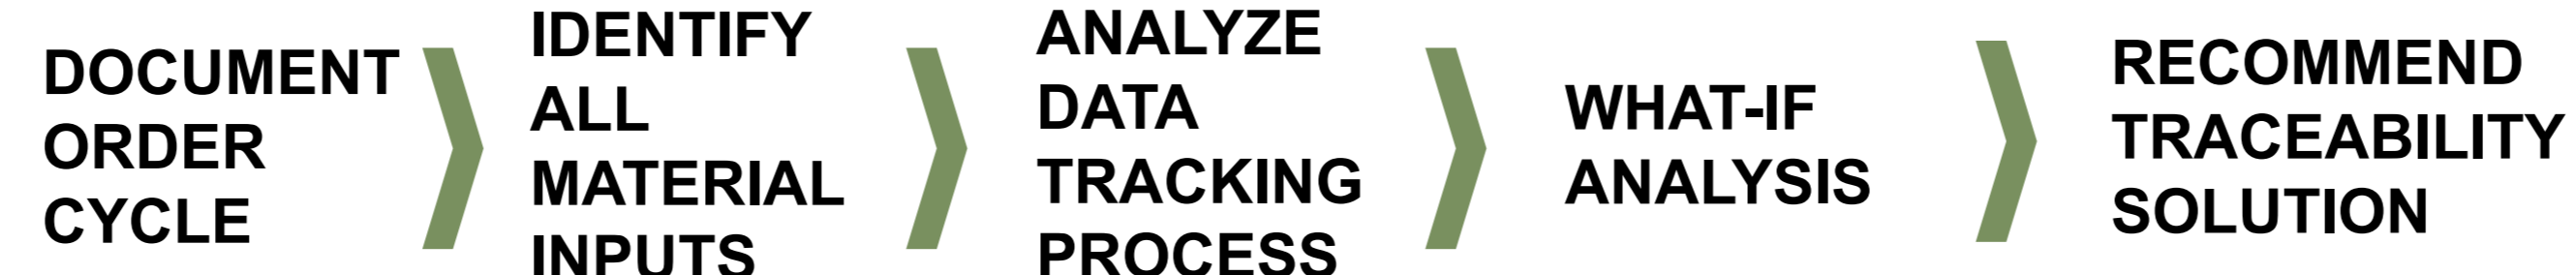 DOCUMENT
ORDER
CYCLE
IDENTIFY
ALL
MATERIAL
INPUTS
ANALYZE
DATA
TRACKING
PROCESS
WHAT-IF
ANALYSIS
RECOMMEND
TRACEABILITY
SOLUTION